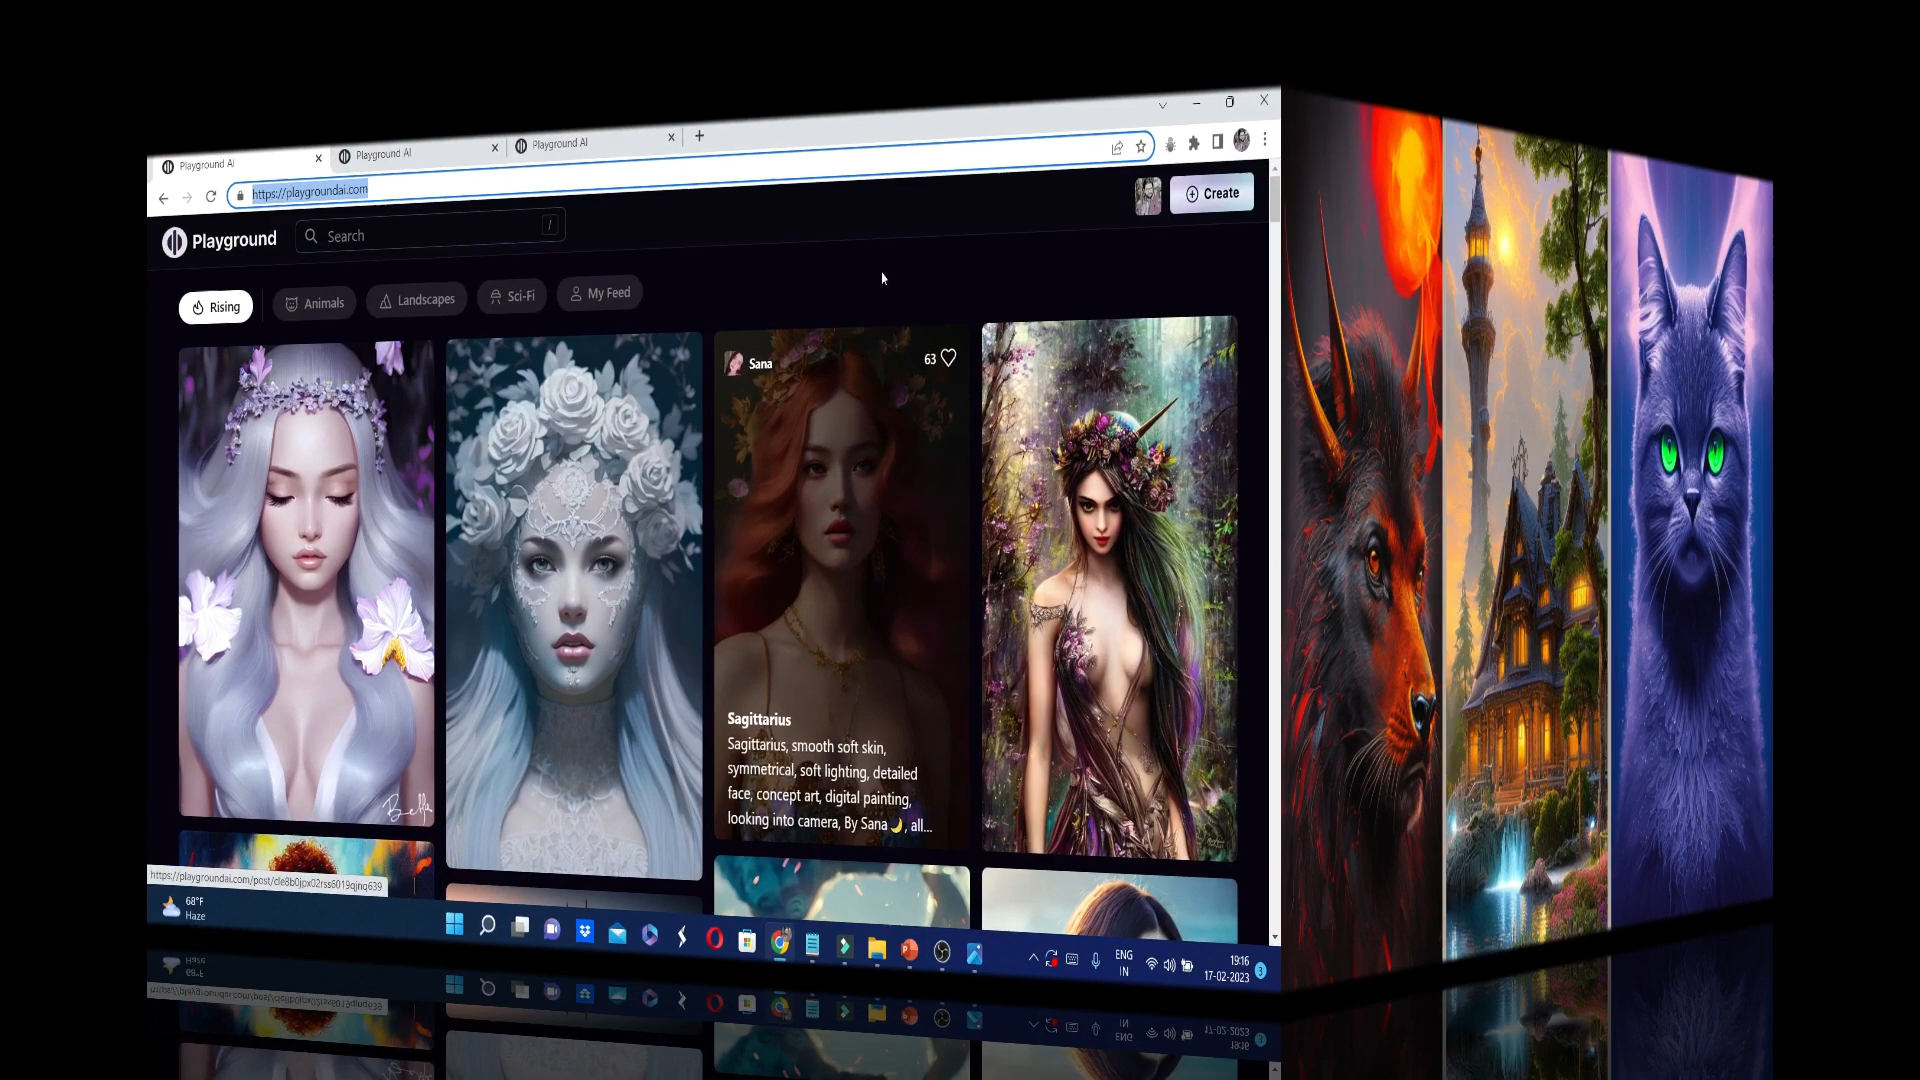 Playground AI
Playground AI
Playground AI
https://playgroundai.com
Playground
Search
/
Create
Rising
Animals
Landscapes
Sci-Fi
My Feed
Sana
63
Sagittarius
Sagittarius, smooth soft skin,
symmetrical, soft lighting, detailed
face, concept art, digital painting,
looking into camera, By Sana🌙, all...
Belle
https://playgroundai.com/post/cle8b0jpx02rss6019qjnq639
68°F
Haze
ENG
IN
19:16
17-02-2023
3